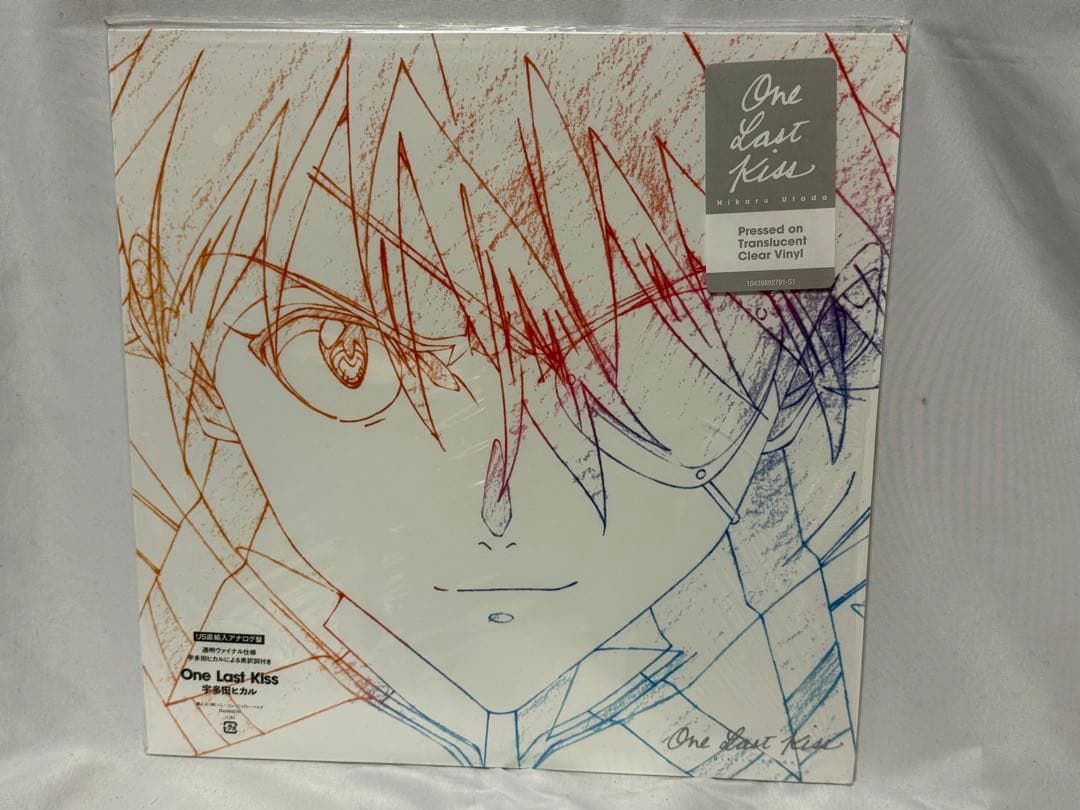 One
Last
Kiss
Hikaru Utada
Pressed on
Translucent
Clear Vinyl
19439892791-S1
US直輸入アナログ盤
透明ヴァイナル仕様
宇多田ヒカルによる英訳詞付き
One Last Kiss
宇多田ヒカル
One Last Kiss